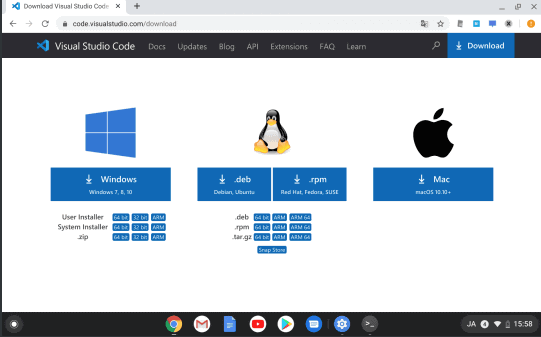 Download Visual Studio Code
code.visualstudio.com/download
Visual Studio Code Docs Updates Blog API Extensions FAQ Learn Download
Windows
Windows 7, 8, 10
.deb
Debian, Ubuntu
.rpm
Red Hat, Fedora, SUSE
Mac
macOS 10.10+
User Installer 64 bit 32 bit ARM
System Installer 64 bit 32 bit ARM
.zip 64 bit 32 bit ARM
.deb 64 bit ARM ARM 64
.rpm 64 bit ARM ARM 64
.tar.gz 64 bit ARM ARM 64
Snap Store
JA 4 15:58